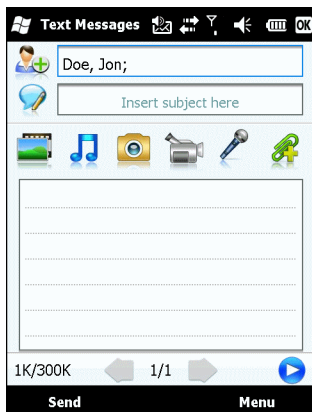 Text Messages OK
Doe, Jon;
Insert subject here
1K/300K 1/1
Send Menu